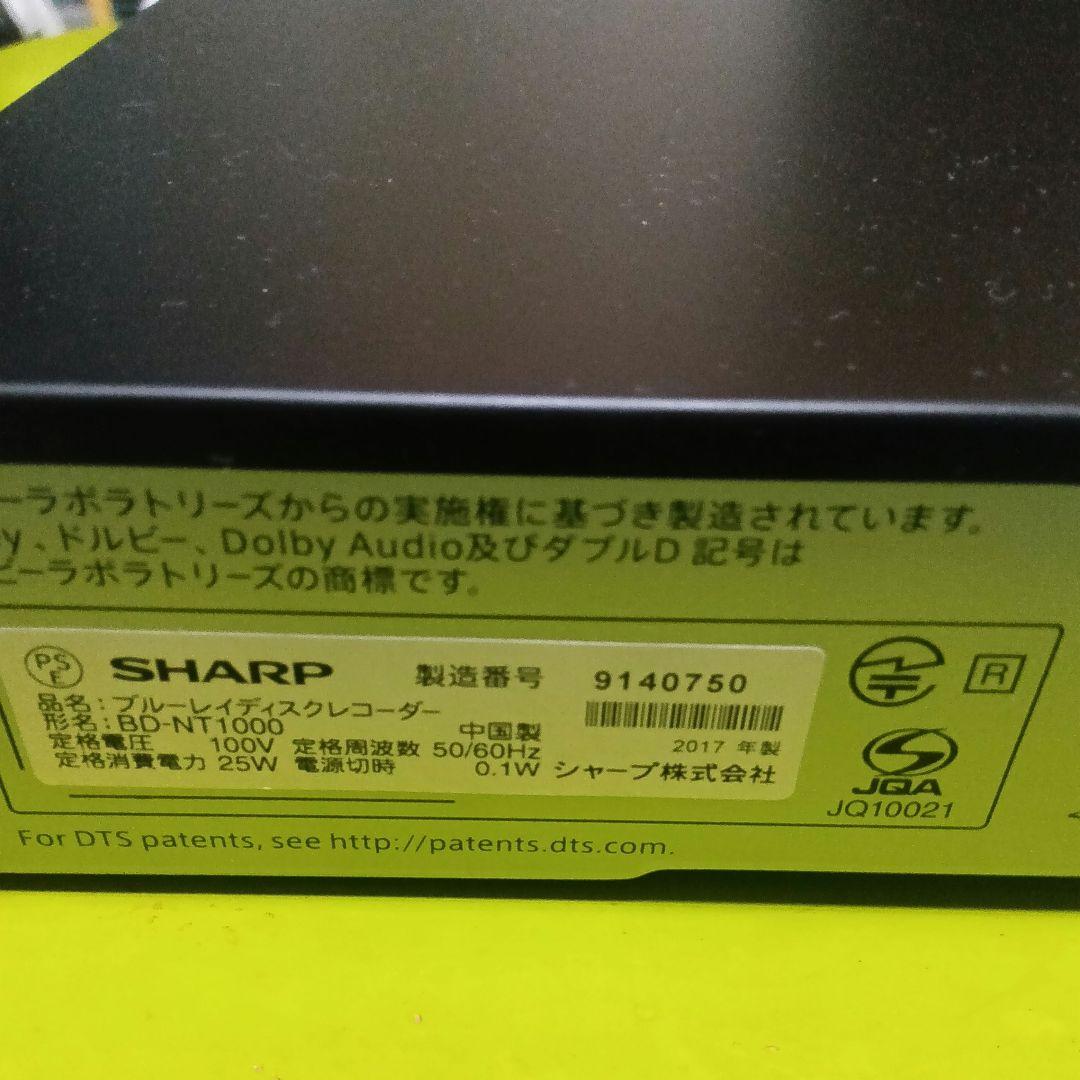 ーラボラトリーズからの実施権に基づき製造されています。
y、ドルビー、Dolby Audio及びダブルD 記号は
ビーラボラトリーズの商標です。
PSE SHARP 製造番号 9140750
品名:ブルーレイディスクレコーダー
形名:BD-NT1000 中国製
定格電圧 100V 定格周波数 50/60Hz 2017 年製
定格消費電力 25W 電源切時 0.1W シャープ株式会社
R
JQA
JQ10021
For DTS patents, see http://patents.dts.com.